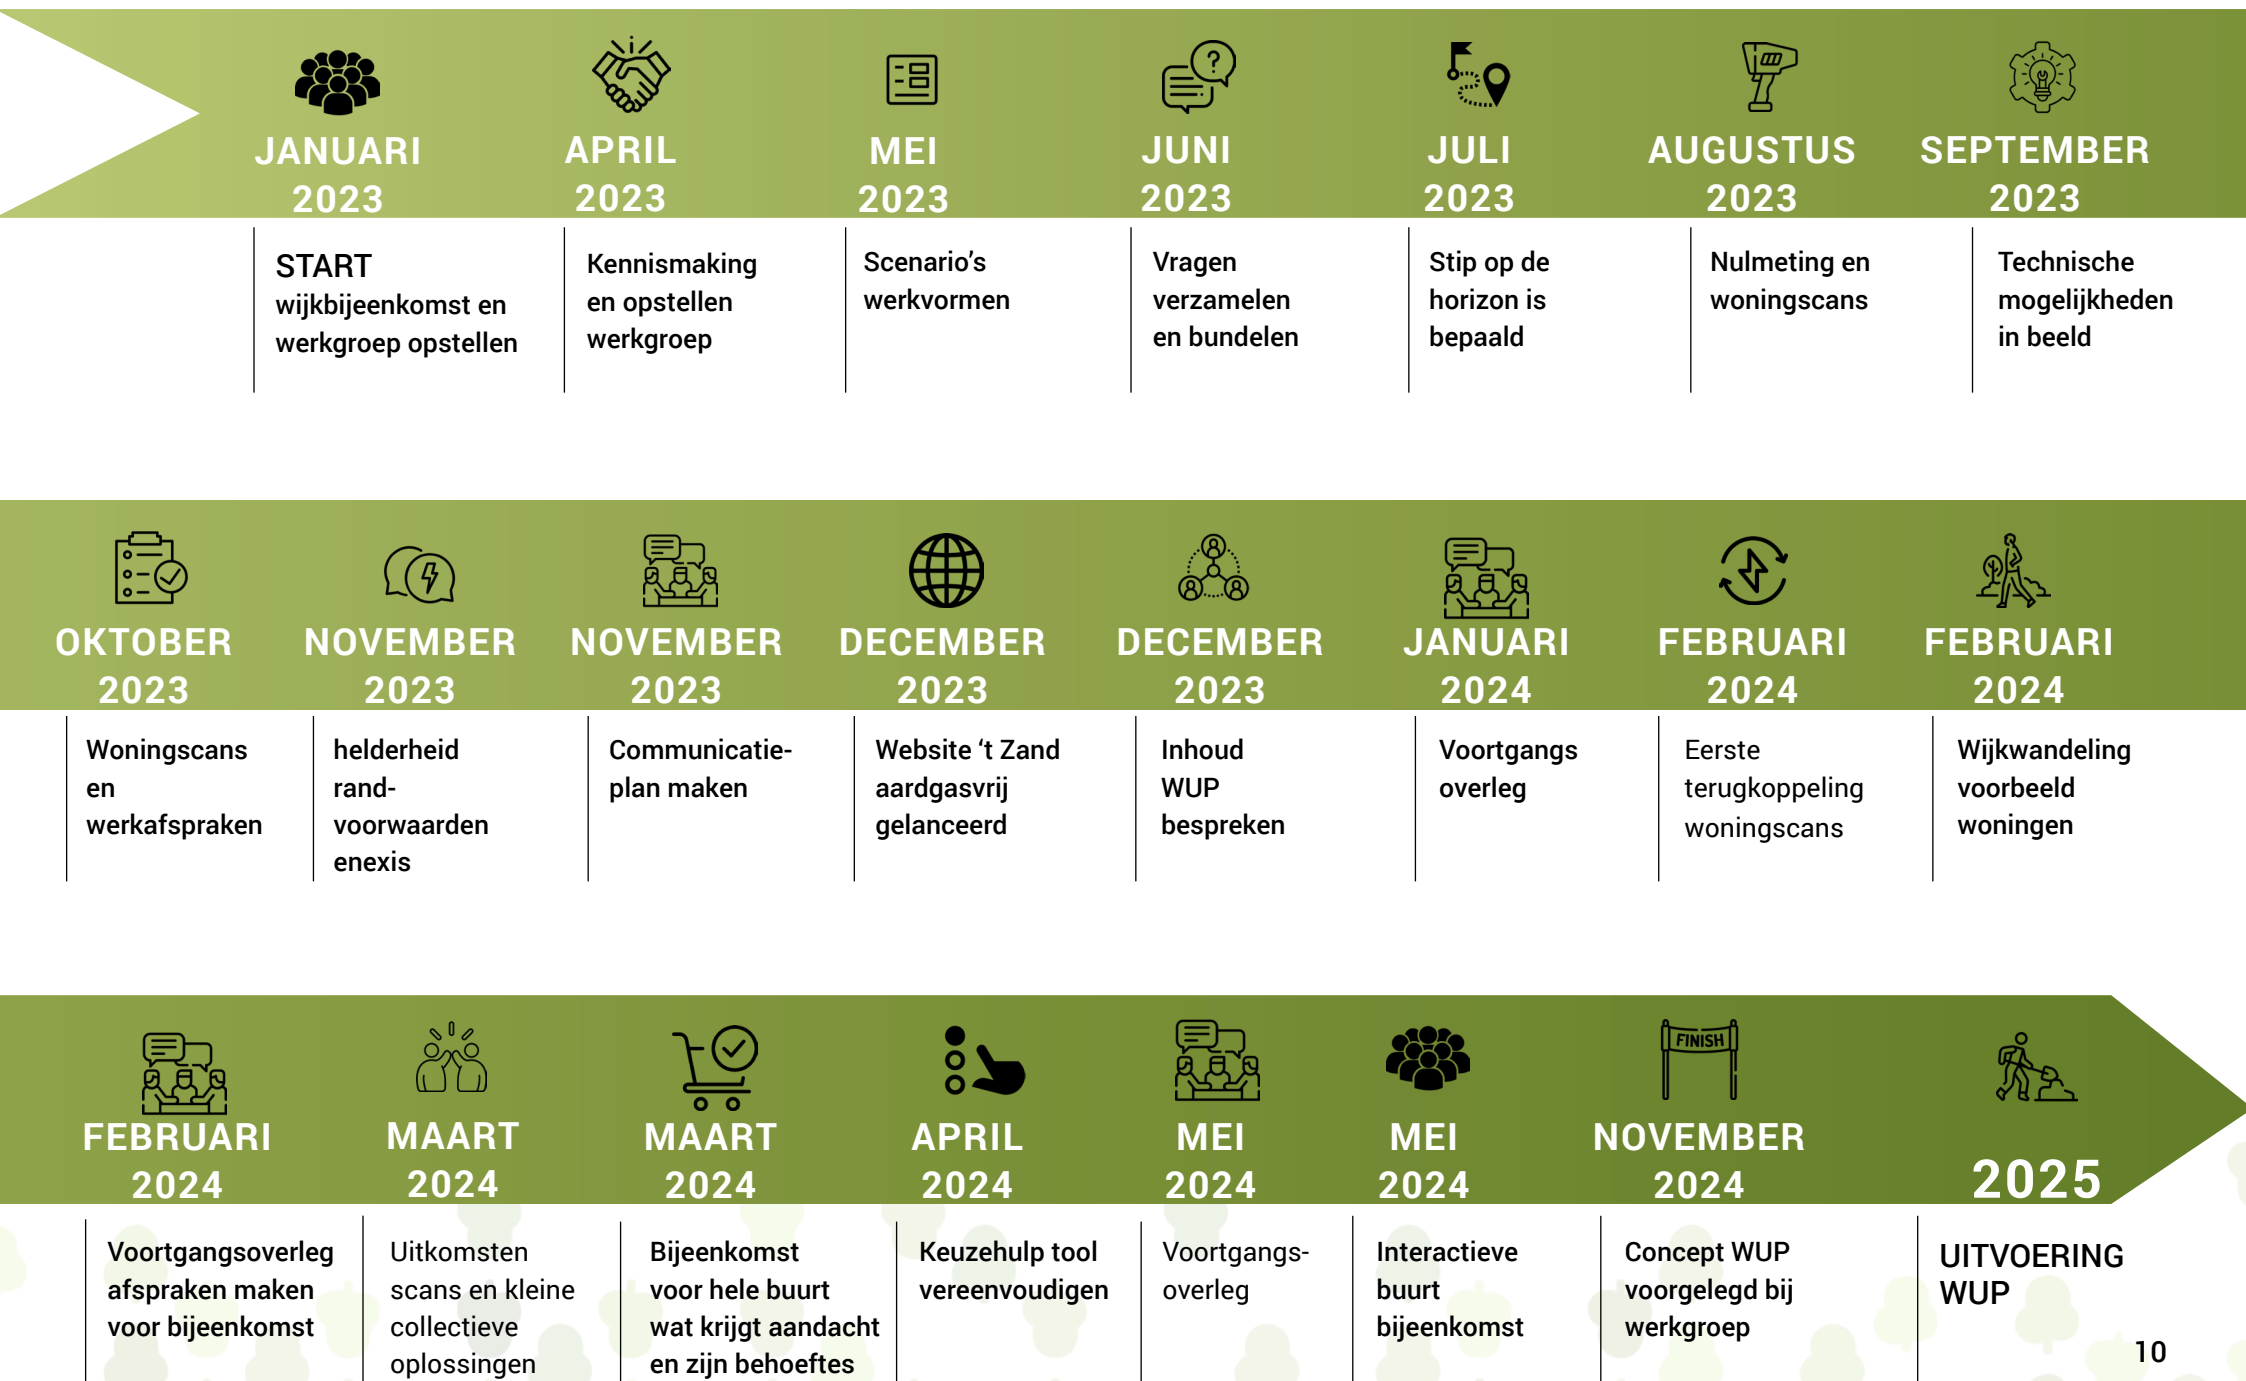 JANUARI
2023
START
wijkbijeenkomst en
werkgroep opstellen
APRIL
2023
Kennismaking
en opstellen
werkgroep
MEI
2023
Scenario's
werkvormen
JUNI
2023
Vragen
verzamelen
en bundelen
JULI
2023
Stip op de
horizon is
bepaald
AUGUSTUS
2023
Nulmeting en
woningscans
SEPTEMBER
2023
Technische
mogelijkheden
in beeld
OKTOBER
2023
Woningscans
en
werkafspraken
NOVEMBER
2023
helderheid
rand-
voorwaarden
enexis
NOVEMBER
2023
Communicatie-
plan maken
DECEMBER
2023
Website ‘t Zand
aardgasvrij
gelanceerd
DECEMBER
2023
Inhoud
WUP
bespreken
JANUARI
2024
Voortgangs
overleg
FEBRUARI
2024
Eerste
terugkoppeling
woningscans
FEBRUARI
2024
Wijkwandeling
voorbeeld
woningen
FEBRUARI
2024
Voortgangsoverleg
afspraken maken
voor bijeenkomst
MAART
2024
Uitkomsten
scans en kleine
collectieve
oplossingen
MAART
2024
Bijeenkomst
voor hele buurt
wat krijgt aandacht
en zijn behoeftes
APRIL
2024
Keuzehulp tool
vereenvoudigen
MEI
2024
Voortgangs-
overleg
MEI
2024
Interactieve
buurt
bijeenkomst
FINISH
NOVEMBER
2024
Concept WUP
voorgelegd bij
werkgroep
2025
UITVOERING
WUP
10